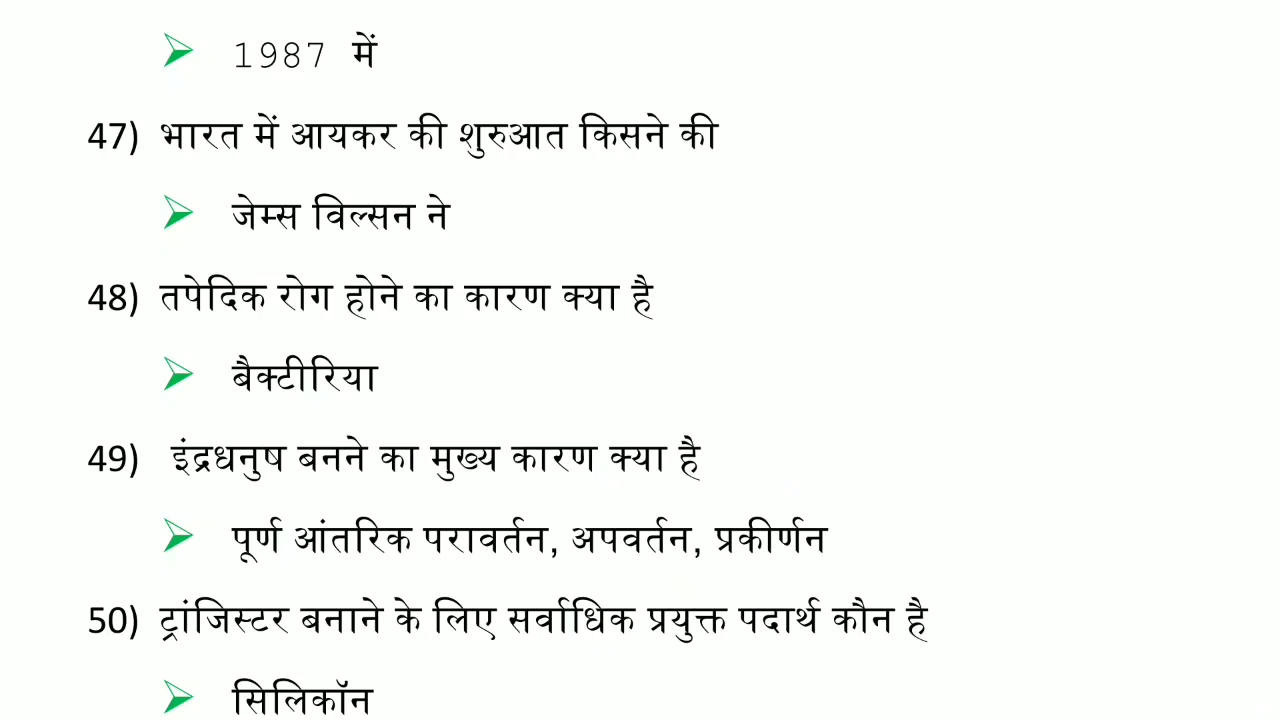 ➢ 1987 में
47) भारत में आयकर की शुरुआत किसने की
➢ जेम्स विल्सन ने
48) तपेदिक रोग होने का कारण क्या है
➢ बैक्टीरिया
49) इंद्रधनुष बनने का मुख्य कारण क्या है
➢ पूर्ण आंतरिक परावर्तन, अपवर्तन, प्रकीर्णन
50) ट्रांजिस्टर बनाने के लिए सर्वाधिक प्रयुक्त पदार्थ कौन है
➢ सिलिकॉन